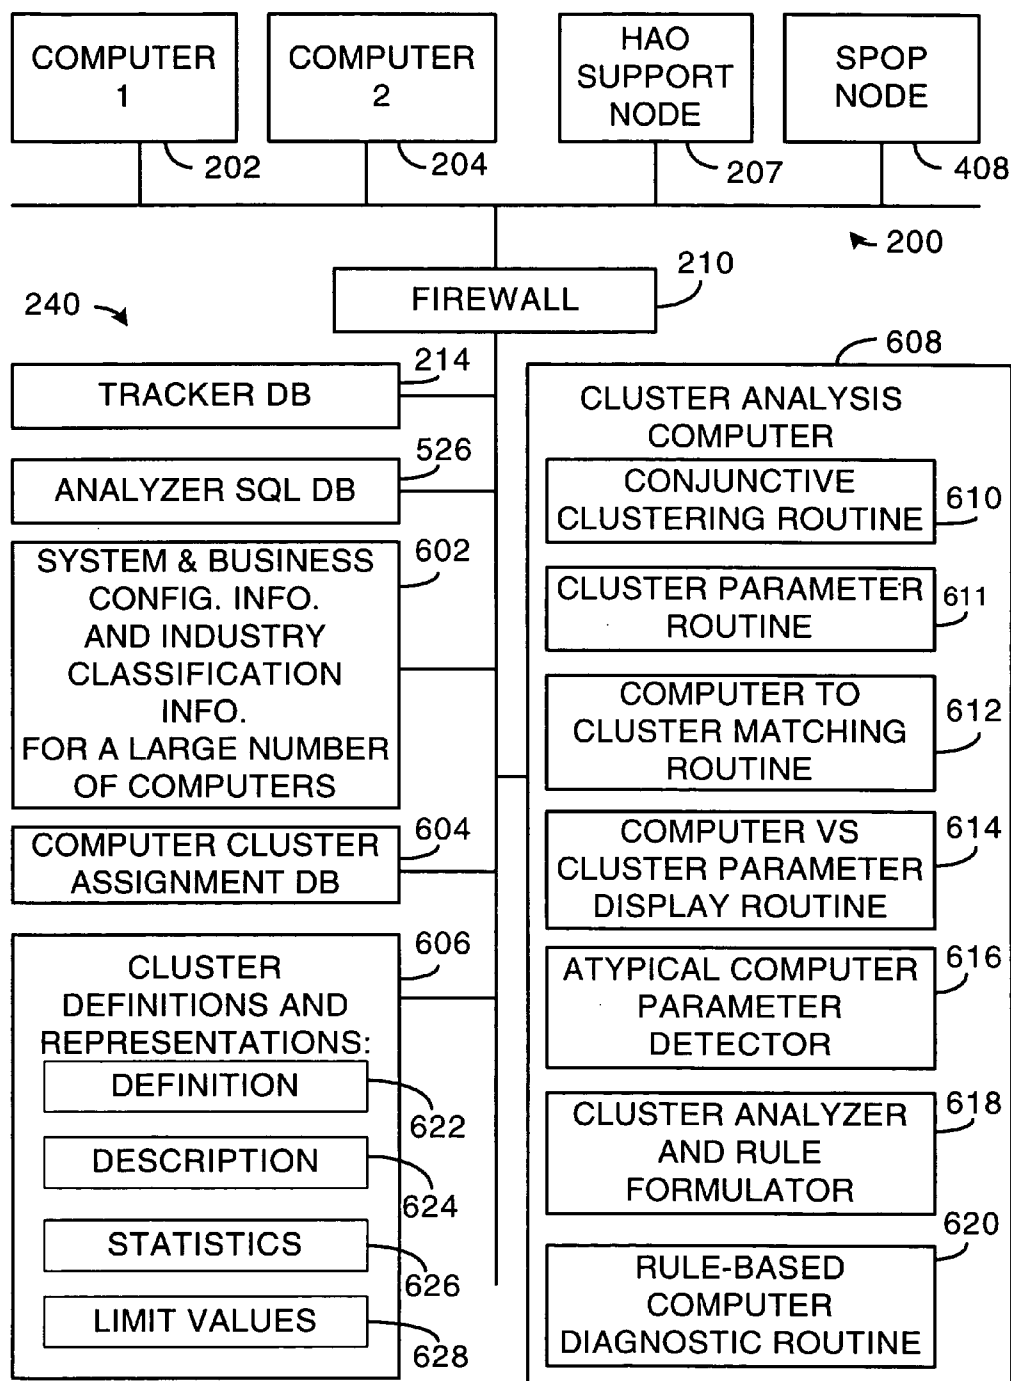 COMPUTER
1
202
COMPUTER
2
204
HAO
SUPPORT
NODE
207
SPOP
NODE
408
200
210
FIREWALL
240
214
TRACKER DB
526
ANALYZER SQL DB
602
SYSTEM & BUSINESS
CONFIG. INFO.
AND INDUSTRY
CLASSIFICATION
INFO.
FOR A LARGE NUMBER
OF COMPUTERS
604
COMPUTER CLUSTER
ASSIGNMENT DB
606
CLUSTER
DEFINITIONS AND
REPRESENTATIONS:
DEFINITION
622
DESCRIPTION
624
STATISTICS
626
LIMIT VALUES
628
608
CLUSTER ANALYSIS
COMPUTER
CONJUNCTIVE
CLUSTERING ROUTINE
610
CLUSTER PARAMETER
ROUTINE
611
COMPUTER TO
CLUSTER MATCHING
ROUTINE
612
COMPUTER VS
CLUSTER PARAMETER
DISPLAY ROUTINE
614
ATYPICAL COMPUTER
PARAMETER
DETECTOR
616
CLUSTER ANALYZER
AND RULE
FORMULATOR
618
620
RULE-BASED
COMPUTER
DIAGNOSTIC ROUTINE